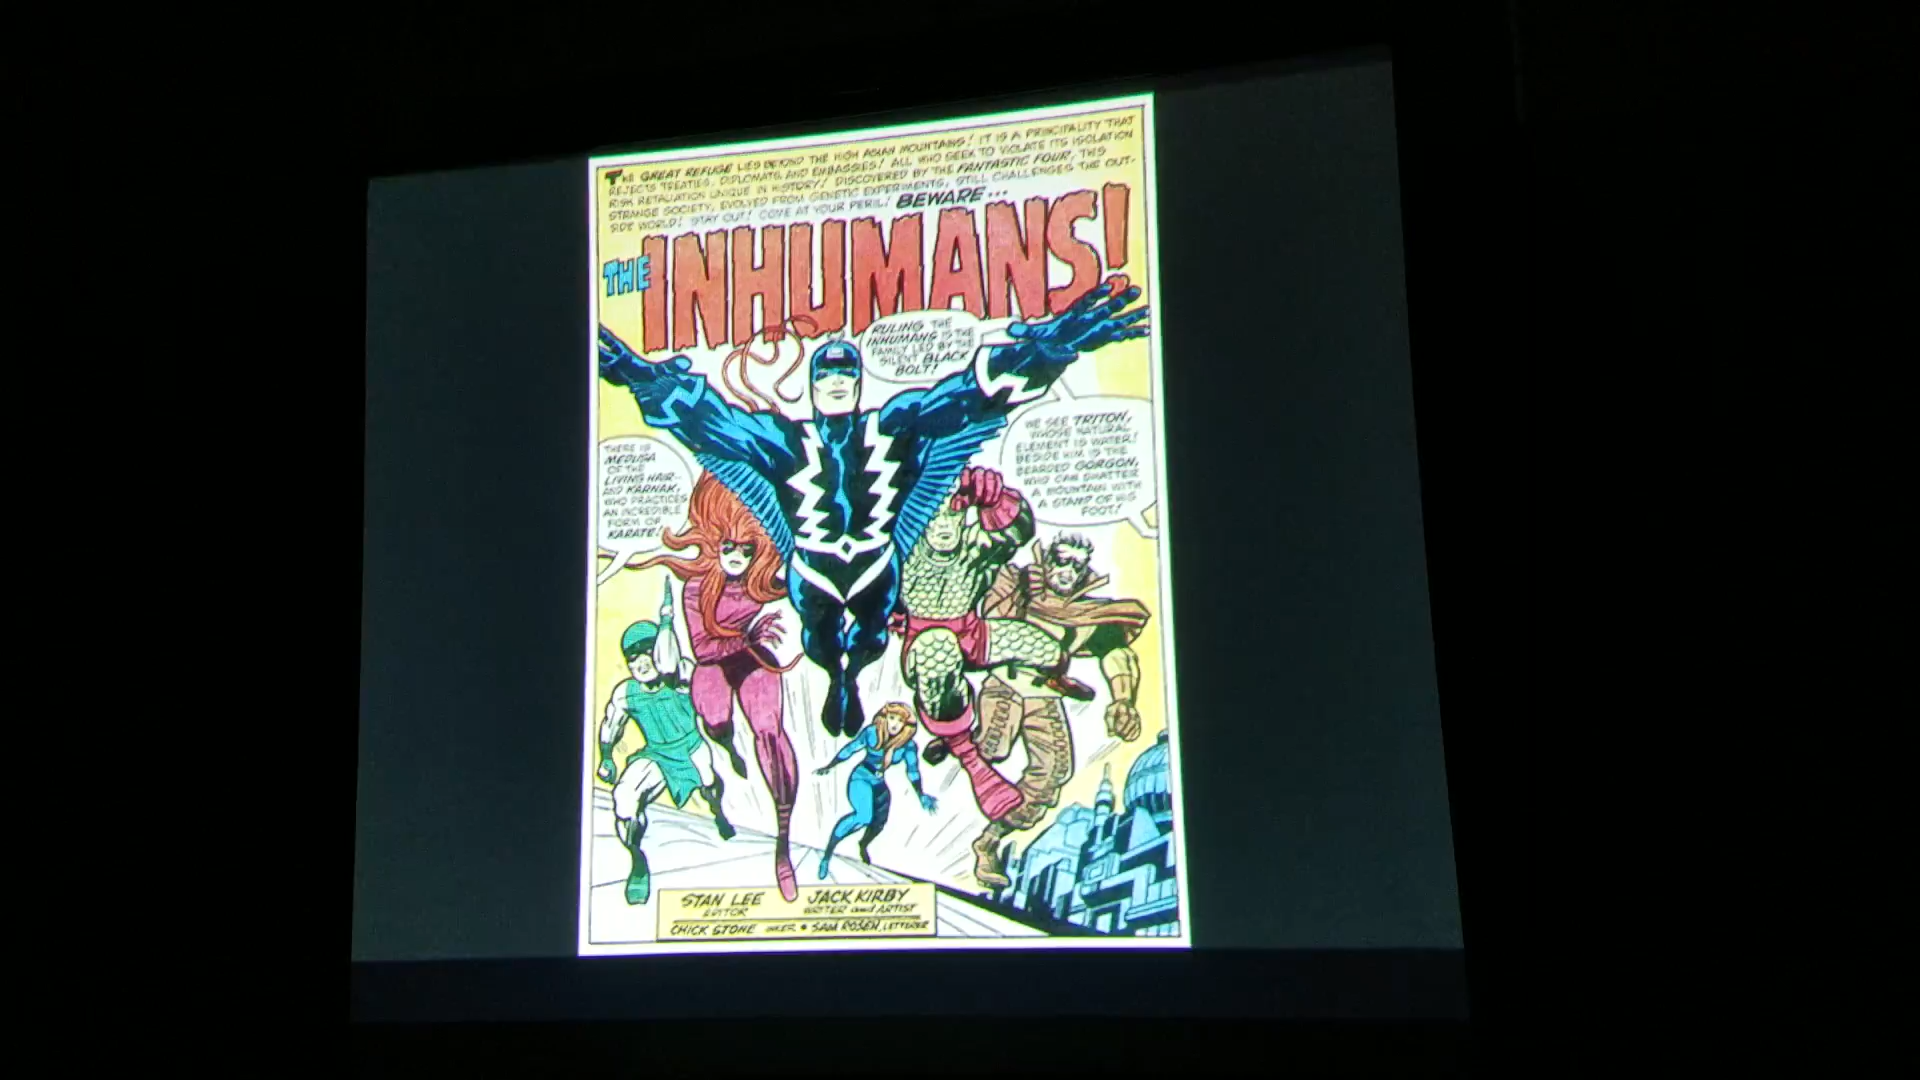 THE GREAT REFUGE LIES BEYOND THE HIGH ASIAN MOUNTAINS! IT IS A PRINCIPALITY THAT
REJECTS TREATIES, DIPLOMATS AND EMBASSIES! ALL WHO SEEK TO VIOLATE ITS ISOLATION
RISK RETALIATION UNIQUE IN HISTORY! DISCOVERED BY THE FANTASTIC FOUR, THIS
STRANGE SOCIETY, EVOLVED FROM GENETIC EXPERIMENTS, STILL CHALLENGES THE OUT-
SIDE WORLD! STAY OUT! COME AT YOUR PERIL! BEWARE...
THE INHUMANS!
RULING THE
INHUMANS IS THE
FAMILY LED BY THE
SILENT BLACK
BOLT!
THERE IS
MEDUSA
OF THE
LIVING HAIR--
AND KARNAK,
WHO PRACTICES
AN INCREDIBLE
FORM OF
KARATE!
WE SEE TRITON,
WHOSE NATURAL
ELEMENT IS WATER!
BESIDE HIM IS THE
BEARDED GORGON,
WHO CAN SHATTER
A MOUNTAIN WITH
A STAMP OF HIS
FOOT!
STAN LEE JACK KIRBY
EDITOR WRITER and ARTIST
CHICK STONE INKER • SAM ROSEN, LETTERER